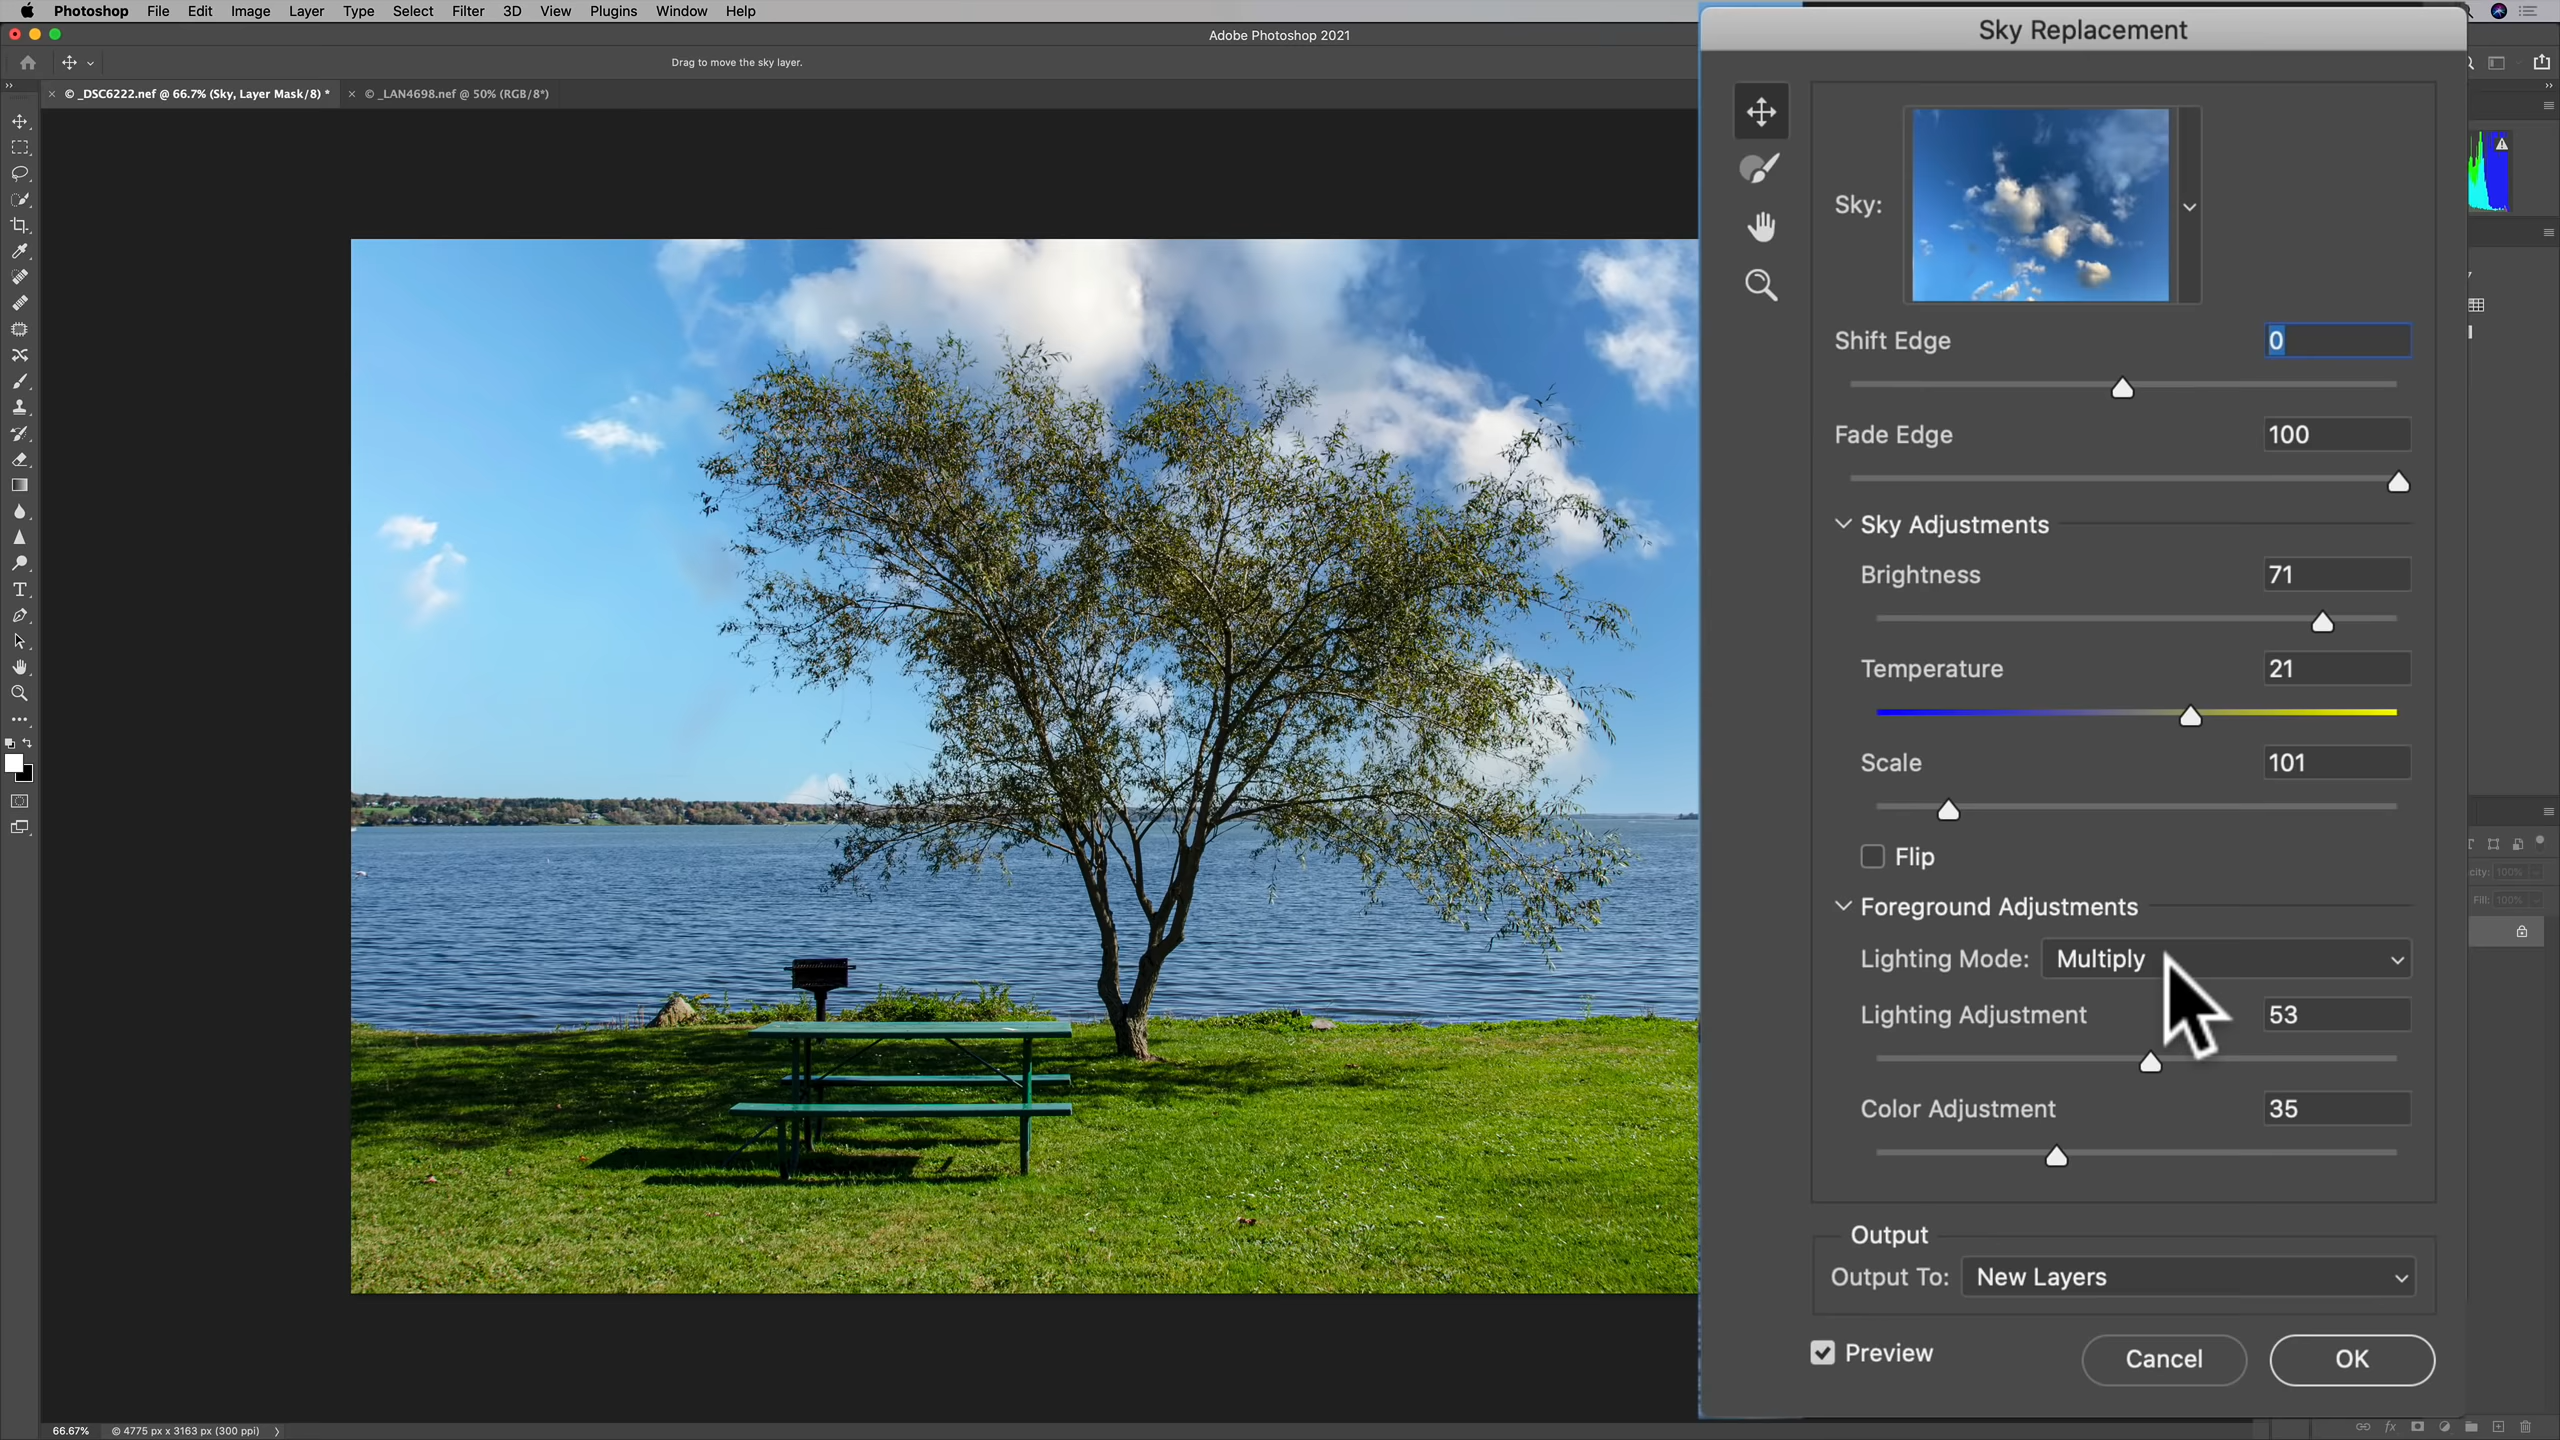 Photoshop File Edit Image Layer Type Select Filter 3D View Plugins Window Help
Adobe Photoshop 2021
Drag to move the sky layer.
© _DSC6222.nef @ 66.7% (Sky, Layer Mask/8) *
© _LAN4698.nef @ 50% (RGB/8*)
Sky Replacement
Sky:
Shift Edge 0
Fade Edge 100
Sky Adjustments
Brightness 71
Temperature 21
Scale 101
Flip
Foreground Adjustments
Lighting Mode: Multiply
Lighting Adjustment 53
Color Adjustment 35
Output
Output To: New Layers
Preview Cancel OK
city: 100%
Fill: 100%
66.67% © 4775 px x 3163 px (300 ppi)